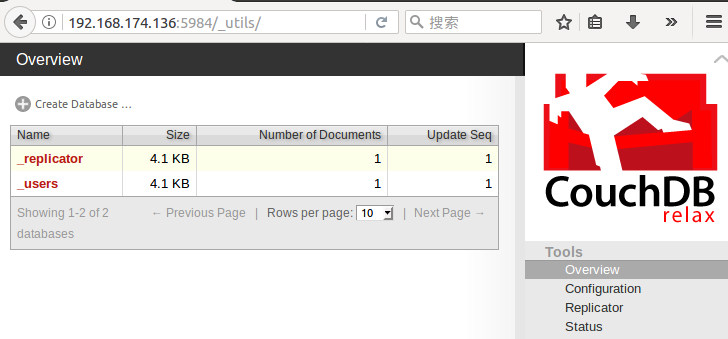 192.168.174.136:5984/_utils/
搜索
Overview
Create Database ...
Name Size Number of Documents Update Seq
_replicator 4.1 KB 1 1
_users 4.1 KB 1 1
Showing 1-2 of 2 databases ← Previous Page | Rows per page: 10 | Next Page →
CouchDB
relax
Tools
Overview
Configuration
Replicator
Status